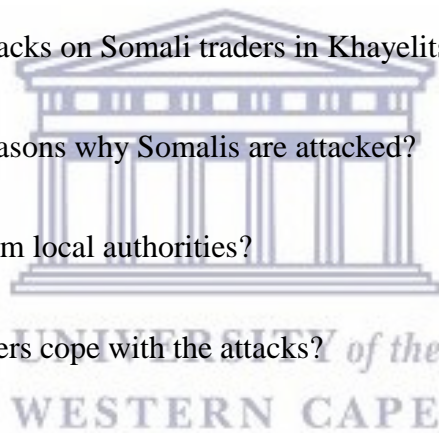 acks on Somali traders in Khayelits
asons why Somalis are attacked?
m local authorities?
ers cope with the attacks?
UNIVERSITY of the
WESTERN CAPE